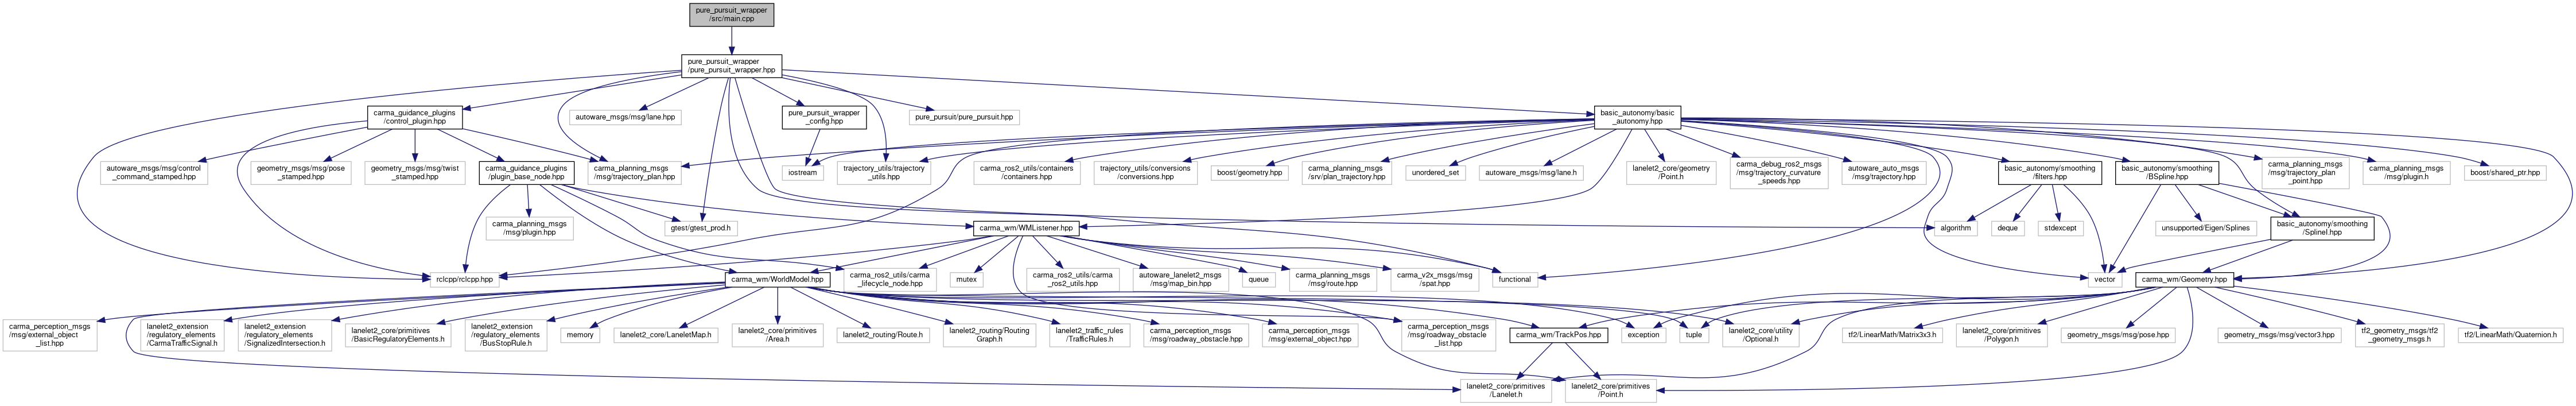 pure_pursuit_wrapper
/src/main.cpp
pure_pursuit_wrapper
/pure_pursuit_wrapper.hpp
carma_guidance_plugins
/control_plugin.hpp
autoware_msgs/msg/lane.hpp
pure_pursuit_wrapper
_config.hpp
pure_pursuit/pure_pursuit.hpp
basic_autonomy/basic
_autonomy.hpp
autoware_msgs/msg/control
_command_stamped.hpp
geometry_msgs/msg/pose
_stamped.hpp
geometry_msgs/msg/twist
_stamped.hpp
carma_guidance_plugins
/plugin_base_node.hpp
carma_planning_msgs
/msg/trajectory_plan.hpp
iostream
trajectory_utils/trajectory
_utils.hpp
carma_ros2_utils/containers
/containers.hpp
trajectory_utils/conversions
/conversions.hpp
boost/geometry.hpp
carma_planning_msgs
/srv/plan_trajectory.hpp
unordered_set
autoware_msgs/msg/lane.h
lanelet2_core/geometry
/Point.h
carma_debug_ros2_msgs
/msg/trajectory_curvature
_speeds.hpp
autoware_auto_msgs
/msg/trajectory.hpp
basic_autonomy/smoothing
/filters.hpp
basic_autonomy/smoothing
/BSpline.hpp
carma_planning_msgs
/msg/trajectory_plan
_point.hpp
carma_planning_msgs
/msg/plugin.h
boost/shared_ptr.hpp
carma_planning_msgs
/msg/plugin.hpp
gtest/gtest_prod.h
carma_wm/WMListener.hpp
algorithm
deque
stdexcept
unsupported/Eigen/Splines
basic_autonomy/smoothing
/SplineI.hpp
rclcpp/rclcpp.hpp
carma_wm/WorldModel.hpp
carma_ros2_utils/carma
_lifecycle_node.hpp
mutex
carma_ros2_utils/carma
_ros2_utils.hpp
autoware_lanelet2_msgs
/msg/map_bin.hpp
queue
carma_planning_msgs
/msg/route.hpp
carma_v2x_msgs/msg
/spat.hpp
functional
vector
carma_wm/Geometry.hpp
carma_perception_msgs
/msg/external_object
_list.hpp
lanelet2_extension
/regulatory_elements
/CarmaTrafficSignal.h
lanelet2_extension
/regulatory_elements
/SignalizedIntersection.h
lanelet2_core/primitives
/BasicRegulatoryElements.h
lanelet2_extension
/regulatory_elements
/BusStopRule.h
memory
lanelet2_core/LaneletMap.h
lanelet2_core/primitives
/Area.h
lanelet2_routing/Route.h
lanelet2_routing/Routing
Graph.h
lanelet2_traffic_rules
/TrafficRules.h
carma_perception_msgs
/msg/roadway_obstacle.hpp
carma_perception_msgs
/msg/external_object.hpp
carma_perception_msgs
/msg/roadway_obstacle
_list.hpp
carma_wm/TrackPos.hpp
exception
tuple
lanelet2_core/utility
/Optional.h
tf2/LinearMath/Matrix3x3.h
lanelet2_core/primitives
/Polygon.h
geometry_msgs/msg/pose.hpp
geometry_msgs/msg/vector3.hpp
tf2_geometry_msgs/tf2
_geometry_msgs.h
tf2/LinearMath/Quaternion.h
lanelet2_core/primitives
/Lanelet.h
lanelet2_core/primitives
/Point.h